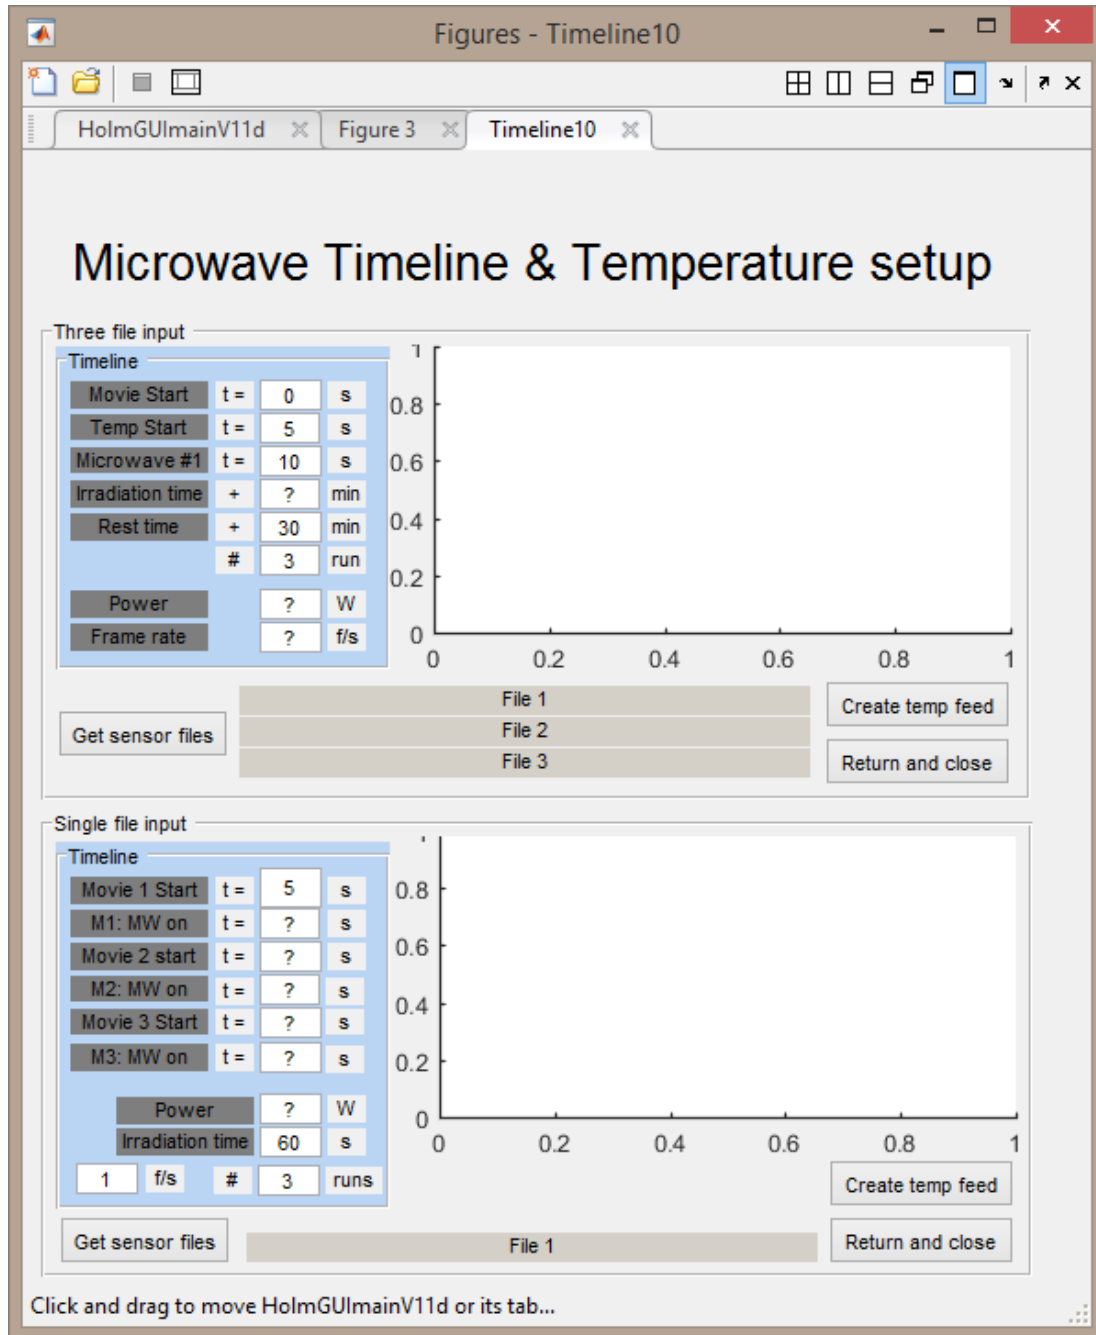 Figures - Timeline10
HolmGUImainV11d Figure 3 Timeline10
Microwave Timeline & Temperature setup
Three file input
Timeline
Movie Start t = 0 s
Temp Start t = 5 s
Microwave #1 t = 10 s
Irradiation time + ? min
Rest time + 30 min
# 3 run
Power ? W
Frame rate ? f/s
1
0.8
0.6
0.4
0.2
0
0 0.2 0.4 0.6 0.8 1
Get sensor files
File 1
File 2
File 3
Create temp feed
Return and close
Single file input
Timeline
Movie 1 Start t = 5 s
M1: MW on t = ? s
Movie 2 start t = ? s
M2: MW on t = ? s
Movie 3 Start t = ? s
M3: MW on t = ? s
Power ? W
Irradiation time 60 s
1 f/s # 3 runs
0.8
0.6
0.4
0.2
0
0 0.2 0.4 0.6 0.8 1
Create temp feed
Get sensor files File 1 Return and close
Click and drag to move HolmGUImainV11d or its tab...